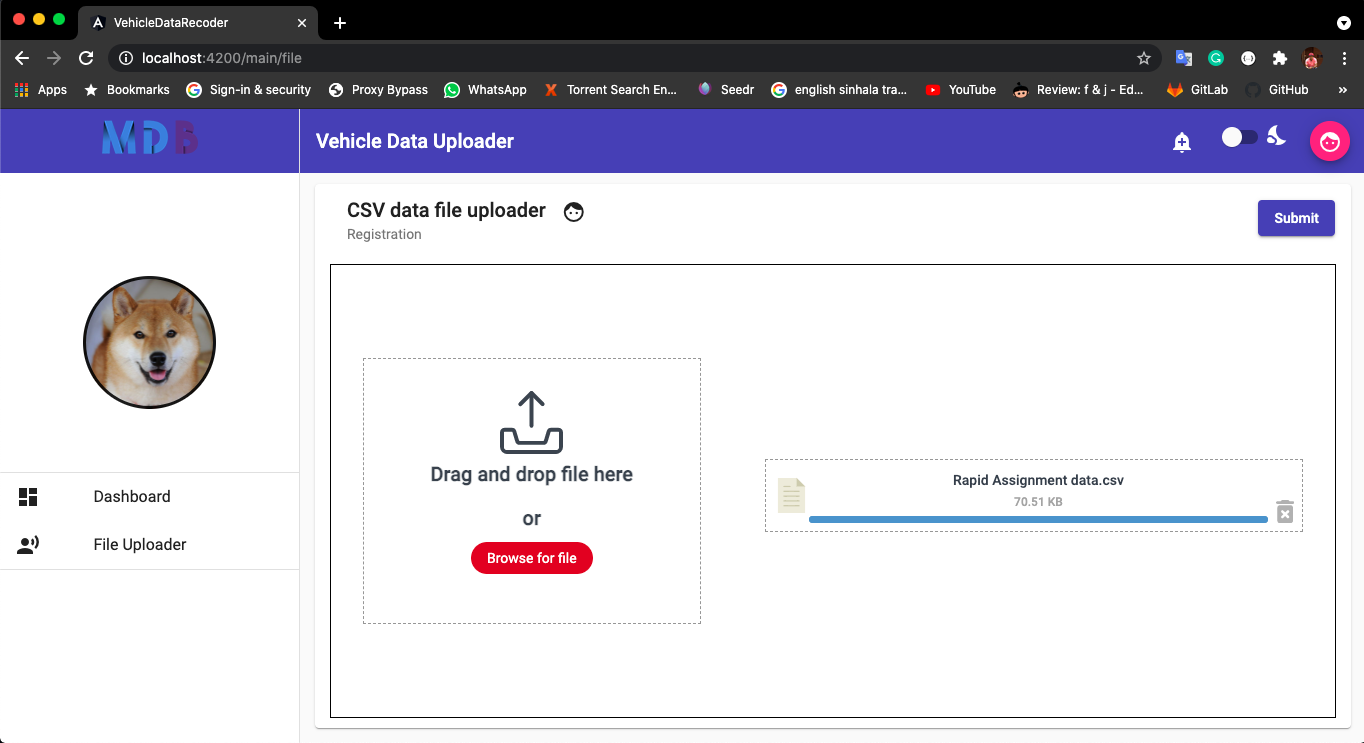 VehicleDataRecoder
localhost:4200/main/file
Apps
Bookmarks
Sign-in & security
Proxy Bypass
WhatsApp
Torrent Search En...
Seedr
english sinhala tra...
YouTube
Review: f & j - Ed...
GitLab
GitHub
»
MDB
Vehicle Data Uploader
CSV data file uploader
Registration
Submit
Drag and drop file here
or
Browse for file
Rapid Assignment data.csv
70.51 KB
Dashboard
File Uploader